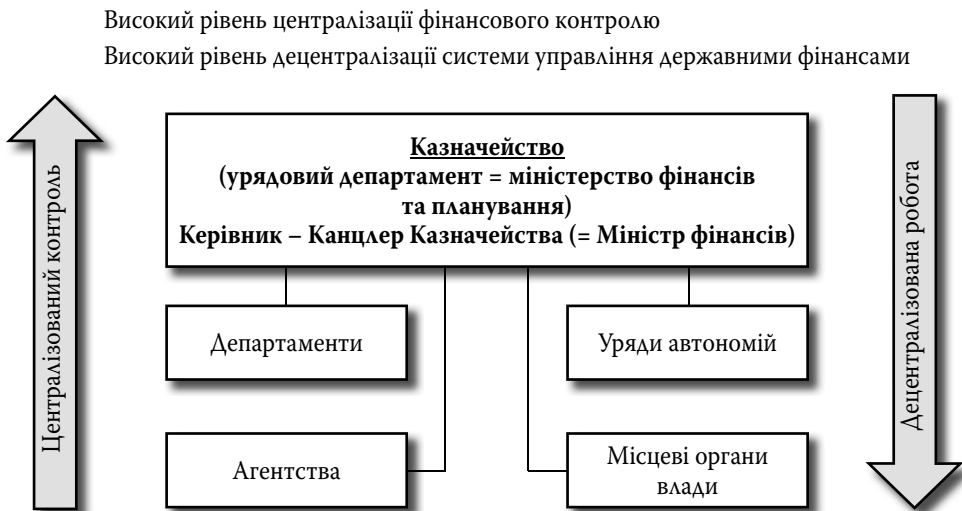 Високий рівень централізації фінансового контролю
Високий рівень децентралізації системи управління державними фінансами
Централізований контроль
Казначейство
(урядовий департамент = міністерство фінансів
та планування)
Керівник – Канцлер Казначейства (= Міністр фінансів)
Департаменти
Уряди автономій
Агентства
Місцеві органи
влади
Децентралізована робота